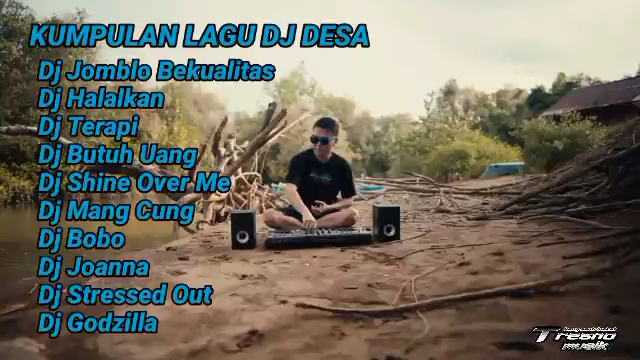 KUMPULAN LAGU DJ DESA
Dj Jomblo Bekualitas
Dj Halalkan
Dj Terapi
Dj Butuh Uang
Dj Shine Over Me
Dj Mang Cung
Dj Bobo
Dj Joanna
Dj Stressed Out
Dj Godzilla
Tresno
musik